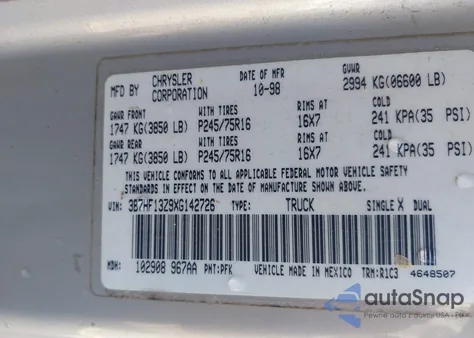 MFD BY CHRYSLER CORPORATION DATE OF MFR 10-98 GVWR 2994 KG(06600 LB)
GAWR FRONT WITH TIRES RIMS AT COLD
1747 KG(3850 LB) P245/75R16 16X7 241 KPA(35 PSI)
GAWR REAR WITH TIRES RIMS AT COLD
1747 KG(3850 LB) P245/75R16 16X7 241 KPA(35 PSI)
THIS VEHICLE CONFORMS TO ALL APPLICABLE FEDERAL MOTOR VEHICLE SAFETY
STANDARDS IN EFFECT ON THE DATE OF MANUFACTURE SHOWN ABOVE.
VIN: 3B7HF13Z9XG142726 TYPE: TRUCK SINGLE X DUAL
MDH: 102908 967AA PNT:PFK VEHICLE MADE IN MEXICO TRM:R1C3 4648507
autoSnap